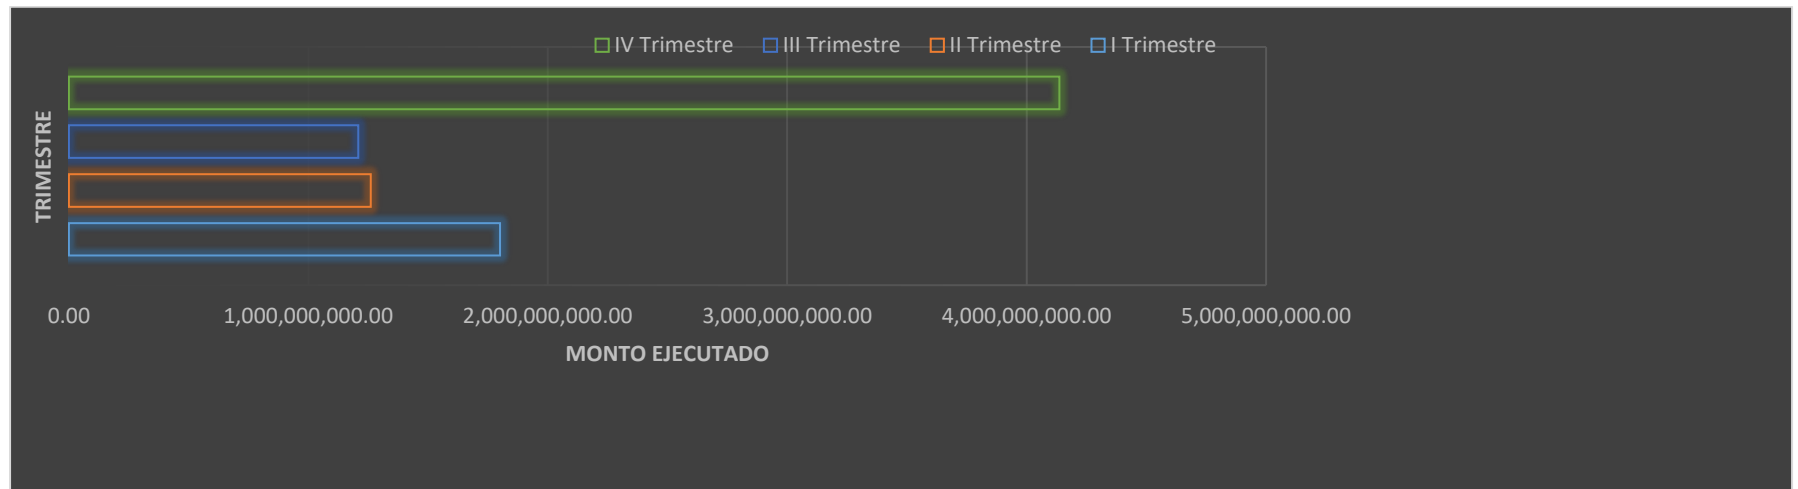 IV Trimestre III Trimestre II Trimestre I Trimestre
TRIMESTRE
0.00 1,000,000,000.00 2,000,000,000.00 3,000,000,000.00 4,000,000,000.00 5,000,000,000.00
MONTO EJECUTADO